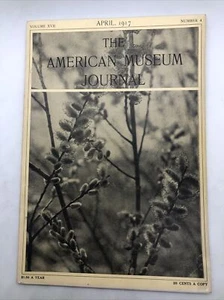 VOLUME XVII APRIL, 1917 NUMBER 4
THE
AMERICAN MUSEUM
JOURNAL
$1.50 A YEAR 20 CENTS A COPY